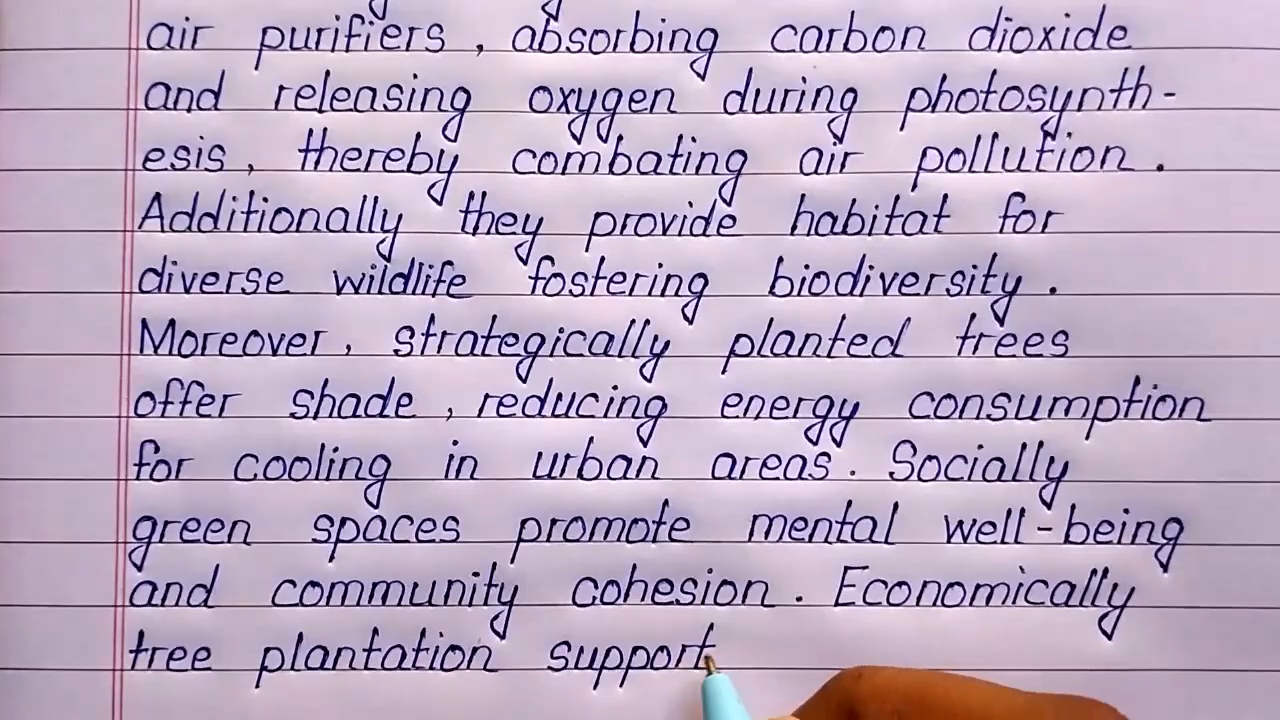 air purifiers, absorbing carbon dioxide
and releasing oxygen during photosynth-
esis, thereby combating air pollution.
Additionally they provide habitat for
diverse wildlife fostering biodiversity.
Moreover, strategically planted trees
offer shade, reducing energy consumption
for cooling in urban areas. Socially
green spaces promote mental well-being
and community cohesion. Economically
tree plantation support